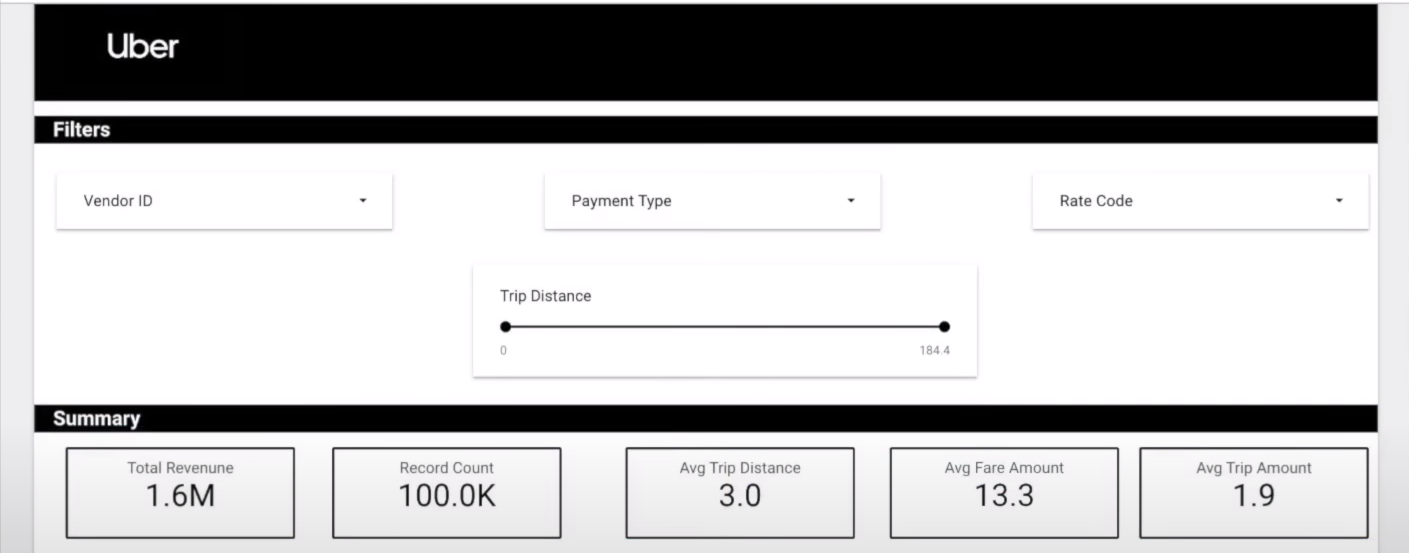 Uber
Filters
Vendor ID
Payment Type
Rate Code
Trip Distance
0
184.4
Summary
Total Revenune
1.6M
Record Count
100.0K
Avg Trip Distance
3.0
Avg Fare Amount
13.3
Avg Trip Amount
1.9